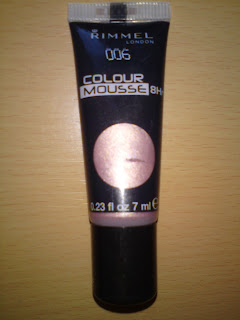 RIMMEL
LONDON
006
COLOUR
MOUSSE 8H
0.23 fl oz 7 ml e